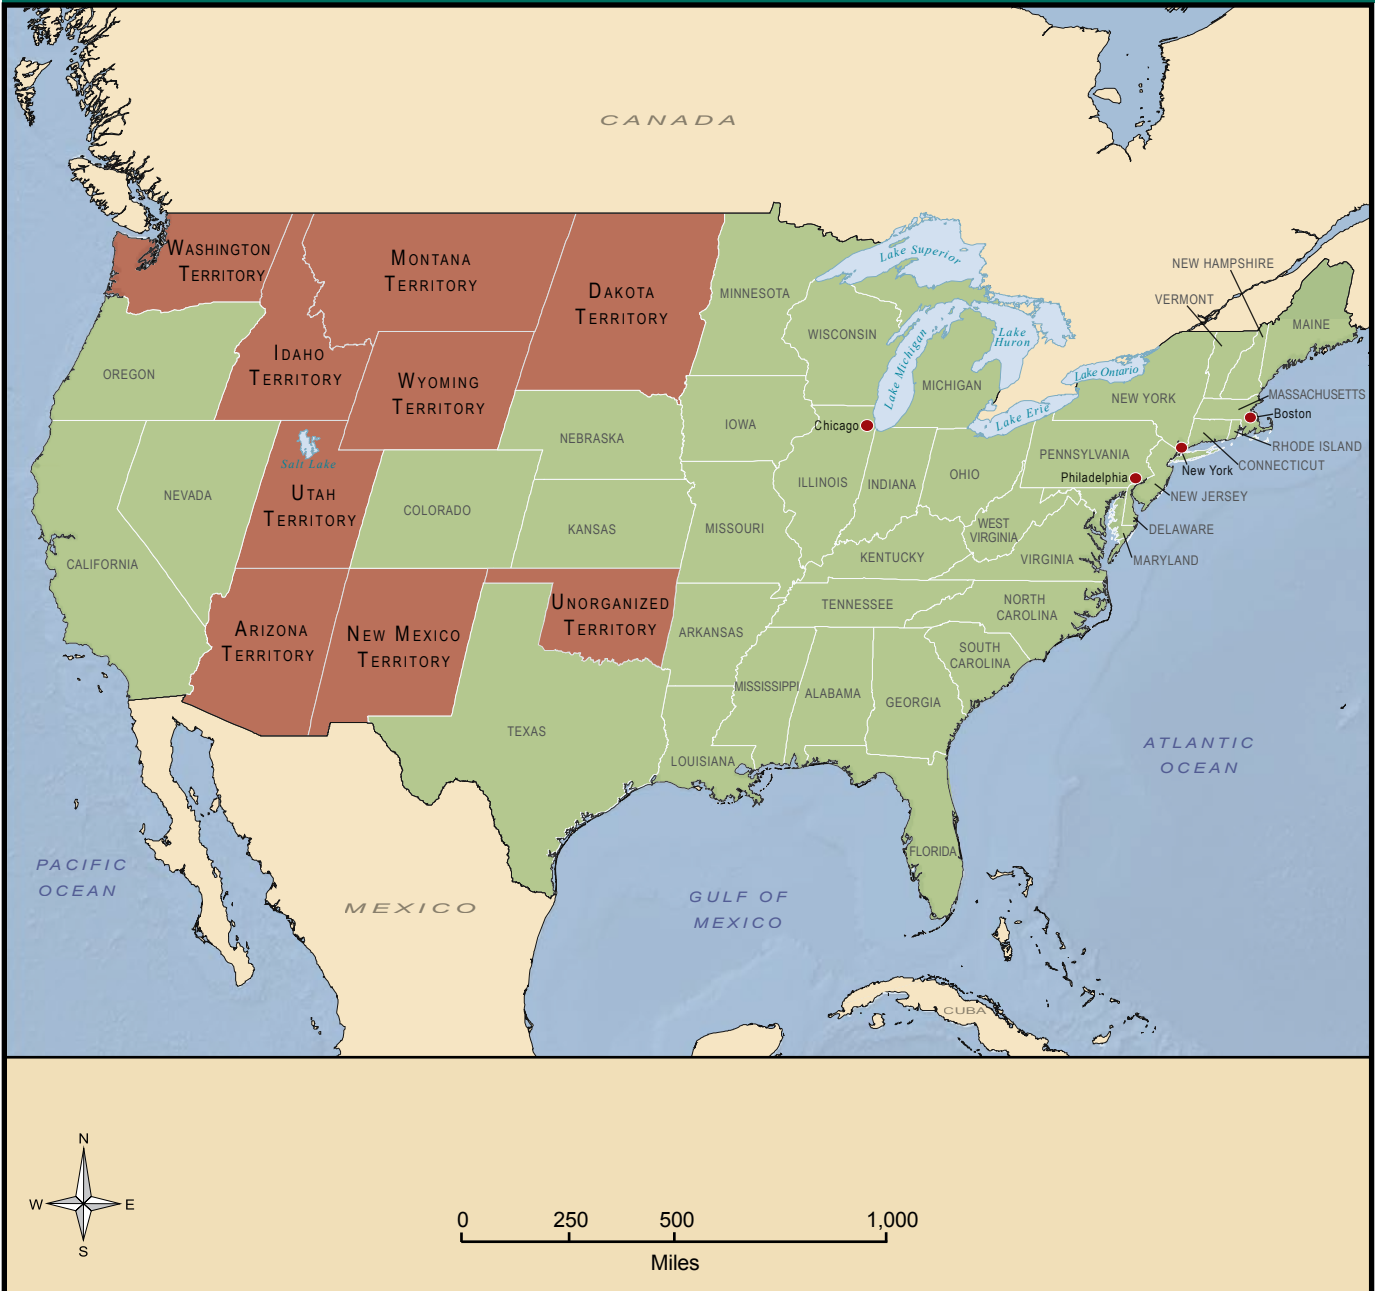 CANADA
NEW HAMPSHIRE
VERMONT
MAINE
WASHINGTON
TERRITORY
MONTANA
TERRITORY
DAKOTA
TERRITORY
MINNESOTA
Lake Superior
WISCONSIN
Lake Michigan
Lake
Huron
MICHIGAN
Lake Ontario
Lake Erie
NEW YORK
MASSACHUSETTS
Boston
RHODE ISLAND
CONNECTICUT
New York
NEW JERSEY
DELAWARE
MARYLAND
OREGON
IDAHO
TERRITORY
WYOMING
TERRITORY
NEBRASKA
IOWA
Chicago
PENNSYLVANIA
Philadelphia
Salt Lake
NEVADA
UTAH
TERRITORY
COLORADO
KANSAS
MISSOURI
ILLINOIS
INDIANA
OHIO
WEST
VIRGINIA
VIRGINIA
KENTUCKY
CALIFORNIA
ARIZONA
TERRITORY
NEW MEXICO
TERRITORY
UNORGANIZED
TERRITORY
ARKANSAS
TENNESSEE
NORTH
CAROLINA
SOUTH
CAROLINA
MISSISSIPPI
ALABAMA
GEORGIA
TEXAS
LOUISIANA
FLORIDA
ATLANTIC
OCEAN
PACIFIC
OCEAN
MEXICO
GULF OF
MEXICO
CUBA
N
W
E
S
0 250 500 1,000
Miles